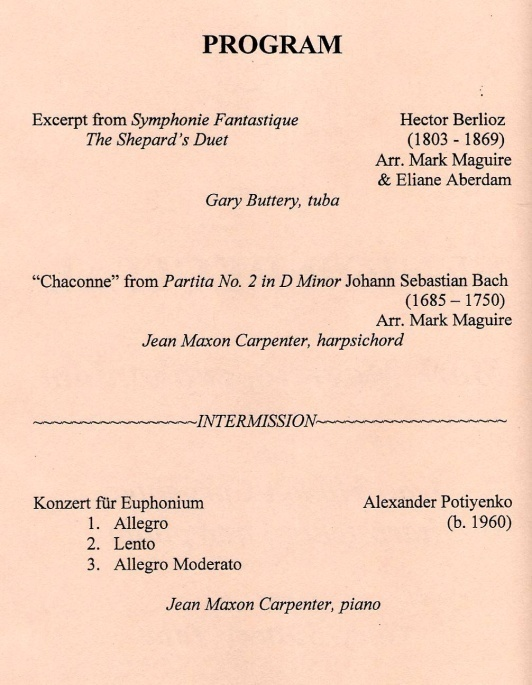 PROGRAM
Excerpt from Symphonie Fantastique Hector Berlioz
The Shepard's Duet (1803 - 1869)
Arr. Mark Maguire
& Eliane Aberdam
Gary Buttery, tuba
“Chaconne” from Partita No. 2 in D Minor Johann Sebastian Bach
(1685 – 1750)
Arr. Mark Maguire
Jean Maxon Carpenter, harpsichord
~~~~~~~~~~~~~~~~INTERMISSION~~~~~~~~~~~~~~~~~~~
Konzert für Euphonium Alexander Potiyenko
1. Allegro (b. 1960)
2. Lento
3. Allegro Moderato
Jean Maxon Carpenter, piano